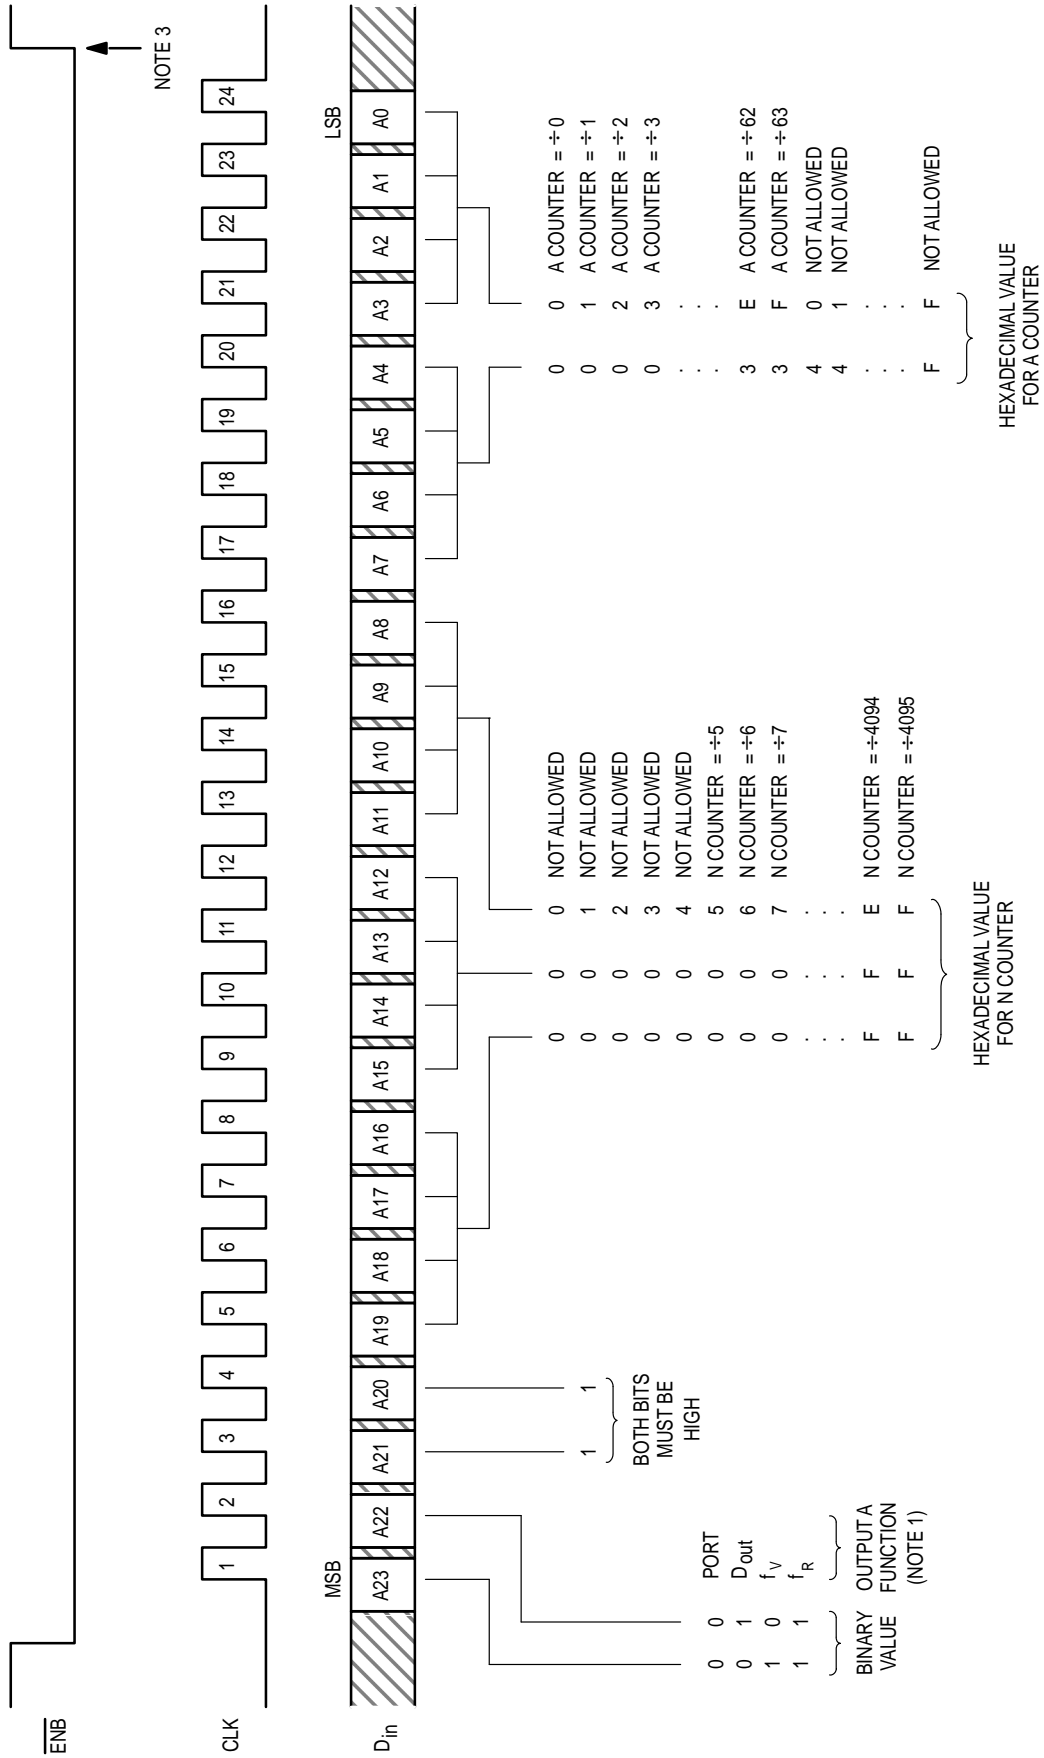 ENB
NOTE 3
CLK
1 2 3 4 5 6 7 8 9 10 11 12 13 14 15 16 17 18 19 20 21 22 23 24
MSB
LSB
Din
A23 A22 A21 A20 A19 A18 A17 A16 A15 A14 A13 A12 A11 A10 A9 A8 A7 A6 A5 A4 A3 A2 A1 A0
0 0 PORT
0 1 Dout
1 0 fV
1 1 fR
BINARY
VALUE
OUTPUT A
FUNCTION
(NOTE 1)
1 1
BOTH BITS
MUST BE
HIGH
0 0 0 NOT ALLOWED
0 0 1 NOT ALLOWED
0 0 2 NOT ALLOWED
0 0 3 NOT ALLOWED
0 0 4 NOT ALLOWED
0 0 5 N COUNTER = ÷5
0 0 6 N COUNTER = ÷6
0 0 7 N COUNTER = ÷7
. . .
. . .
F F E N COUNTER = ÷4094
F F F N COUNTER = ÷4095
HEXADECIMAL VALUE
FOR N COUNTER
0 0 A COUNTER = ÷0
0 1 A COUNTER = ÷1
0 2 A COUNTER = ÷2
0 3 A COUNTER = ÷3
. .
. .
. .
3 E A COUNTER = ÷62
3 F A COUNTER = ÷63
4 0 NOT ALLOWED
4 1 NOT ALLOWED
. .
. .
. .
F F NOT ALLOWED
HEXADECIMAL VALUE
FOR A COUNTER